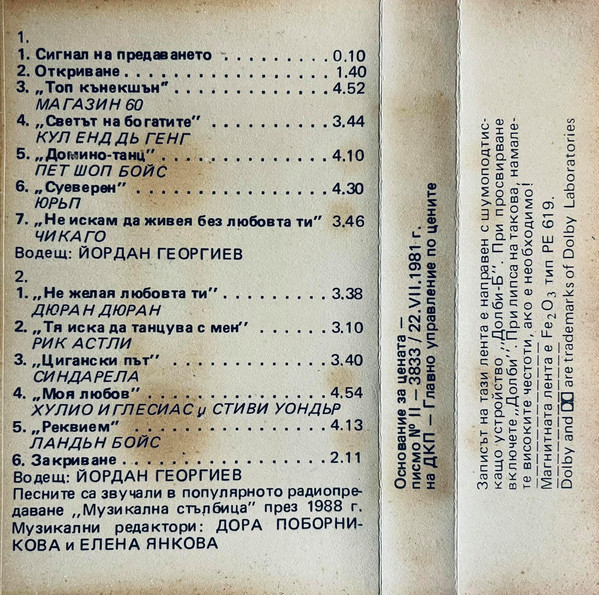 1.
1. Сигнал на предаването . . . . . . . . . . 0.10
2. Откриване . . . . . . . . . . . . . . . . . . . 1.40
3. „Топ кънекшън" . . . . . . . . . . . . . . . 4.52
МАГАЗИН 60
4. „Светът на богатите" . . . . . . . . . . . 3.44
КУЛ ЕНД ДЬ ГЕНГ
5. „Домино-танц" . . . . . . . . . . . . . . . . 4.10
ПЕТ ШОП БОЙС
6. „Суеверен" . . . . . . . . . . . . . . . . . . . 4.30
ЮРЪП
7. „Не искам да живея без любовта ти" 3.46
ЧИКАГО
Водещ: ЙОРДАН ГЕОРГИЕВ
2.
1. „Не желая любовта ти" . . . . . . . . . . 3.38
ДЮРАН ДЮРАН
2. „Тя иска да танцува с мен" . . . . . . . 3.10
РИК АСТЛИ
3. „Цигански път" . . . . . . . . . . . . . . . 3.40
СИНДАРЕЛА
4. „Моя любов" . . . . . . . . . . . . . . . . . 4.54
ХУЛИО ИГЛЕСИАС и СТИВИ УОНДЪР
5. „Реквием" . . . . . . . . . . . . . . . . . . . 4.13
ЛАНДЪН БОЙС
6. Закриване . . . . . . . . . . . . . . . . . . . 2.11
Водещ: ЙОРДАН ГЕОРГИЕВ
Песните са звучали в популярното радиопре-
даване „Музикална стълбица" през 1988 г.
Музикални редактори: ДОРА ПОБОРНИ-
КОВА и ЕЛЕНА ЯНКОВА
Основание за цената —
писмо № II — 3833 / 22.VII.1981 г.
на ДКП — Главно управление по цените
Записът на тази лента е направен с шумоподтис-
кащо устройство „Долби-Б". При просвирване
включете „Долби". При липса на такова, намале-
те високите честоти, ако е необходимо!
Магнитната лента е Fe₂O₃ тип PE 619.
Dolby and are trademarks of Dolby Laboratories